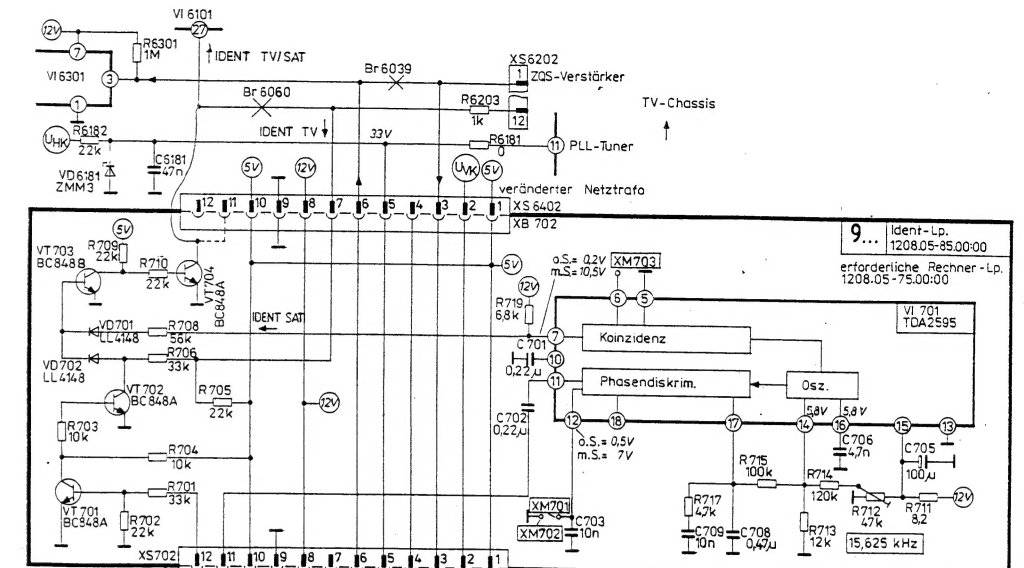 VI 6101
12V
27
R6301
1M
IDENT TV/SAT
7
VI 6301
3
1
Br 6039
XS6202
1
ZQS-Verstärker
Br 6060
R6203
1k
12
TV-Chassis
IDENT TV
33V
UHK
R6182
22k
R6181
0
11
PLL-Tuner
C6181
47n
VD6181
ZMM3
5V
12V
UVK
5V
veränderter Netztrafo
12 11 10 9 8 7 6 5 4 3 2 1
XS 6402
XB 702
9...
Ident-Lp.
1208.05-85.00:00
erforderliche Rechner-Lp.
1208.05-75.00:00
5V
VT703
BC848B
R709
22k
R710
22k
VT704
BC848A
5V
o.S.= 0,2V
m.S.= 10,5V
XM703
12V
R719
6,8k
6
5
VI 701
TDA2595
IDENT SAT
VD701
LL4148
R708
56k
7
Koinzidenz
C701
0,22µ
10
R706
33k
VD702
LL4148
11
Phasendiskrim.
Osz.
VT702
BC848A
R705
22k
12V
C702
0,22µ
5,8V
5,8V
12
18
17
14
16
15
13
o.S.= 0,5V
m.S.= 7V
R703
10k
R704
10k
C706
4,7n
C705
100µ
R715
100k
R714
120k
R701
33k
VT 701
BC848A
R702
22k
XM701
XM702
C703
10n
R717
4,7k
C709
10n
C708
0,47µ
R713
12k
R712
47k
R711
8,2
12V
15,625 kHz
XS702
12 11 10 9 8 7 6 5 4 3 2 1